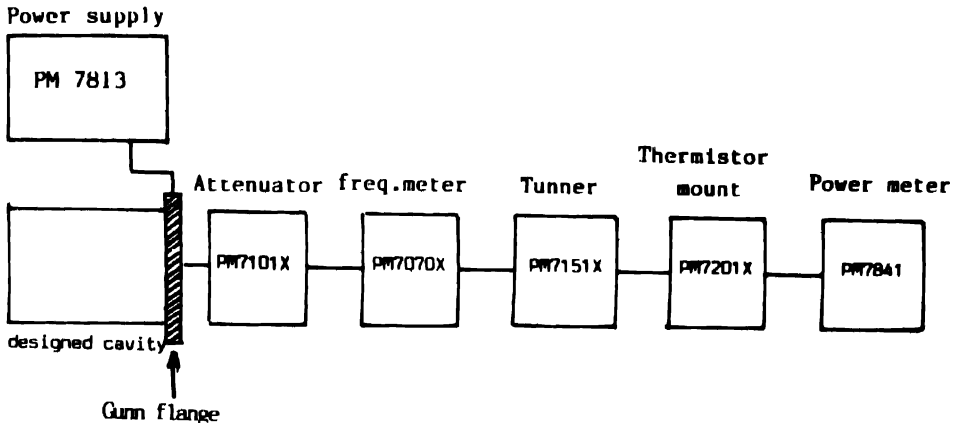 Power supply
PM 7813
Attenuator
freq.meter
Tunner
Thermistor
mount
Power meter
PM7101X
PM7070X
PM7151X
PM7201X
PM7841
designed cavity
Gunn flange